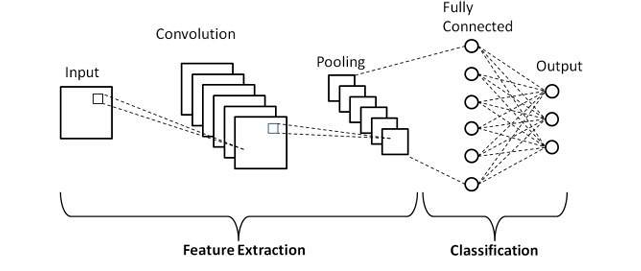 Fully
Connected
Convolution
Pooling
Output
Input
Feature Extraction
Classification